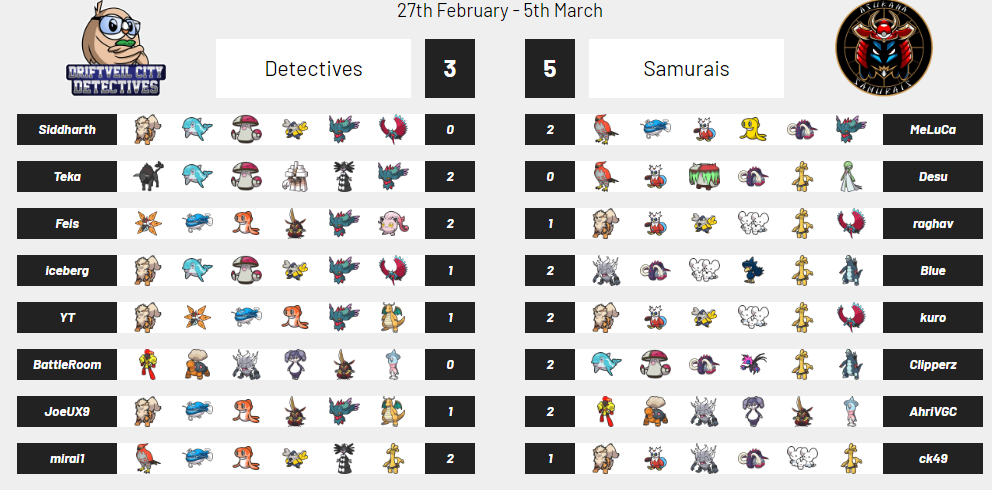 27th February - 5th March
DRIFTVEIL CITY
DETECTIVES
Detectives 3 5 Samurais
ASUKANA
SAMURAIS
Siddharth 0 2 MeLuCa
Teka 2 0 Desu
Feis 2 1 raghav
Iceberg 1 2 Blue
YT 1 2 kuro
BattleRoom 0 2 Clipperz
JoeUX9 1 2 AhriVGC
mirai1 2 1 ck49